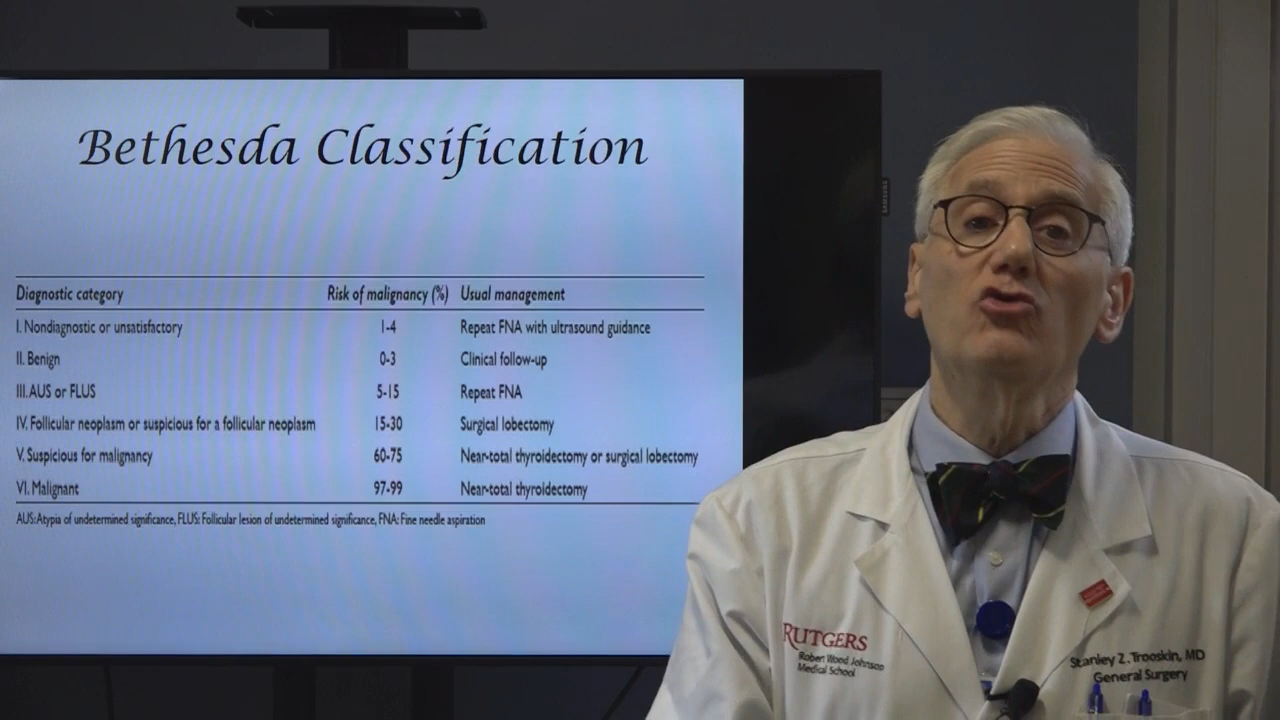 Bethesda Classification
Diagnostic category Risk of malignancy (%) Usual management
I. Nondiagnostic or unsatisfactory 1-4 Repeat FNA with ultrasound guidance
II. Benign 0-3 Clinical follow-up
III. AUS or FLUS 5-15 Repeat FNA
IV. Follicular neoplasm or suspicious for a follicular neoplasm 15-30 Surgical lobectomy
V. Suspicious for malignancy 60-75 Near-total thyroidectomy or surgical lobectomy
VI. Malignant 97-99 Near-total thyroidectomy
AUS: Atypia of undetermined significance, FLUS: Follicular lesion of undetermined significance, FNA: Fine needle aspiration
SAMSUNG
RUTGERS
Robert Wood Johnson
Medical School
Stanley Z. Trooskin, MD
General Surgery